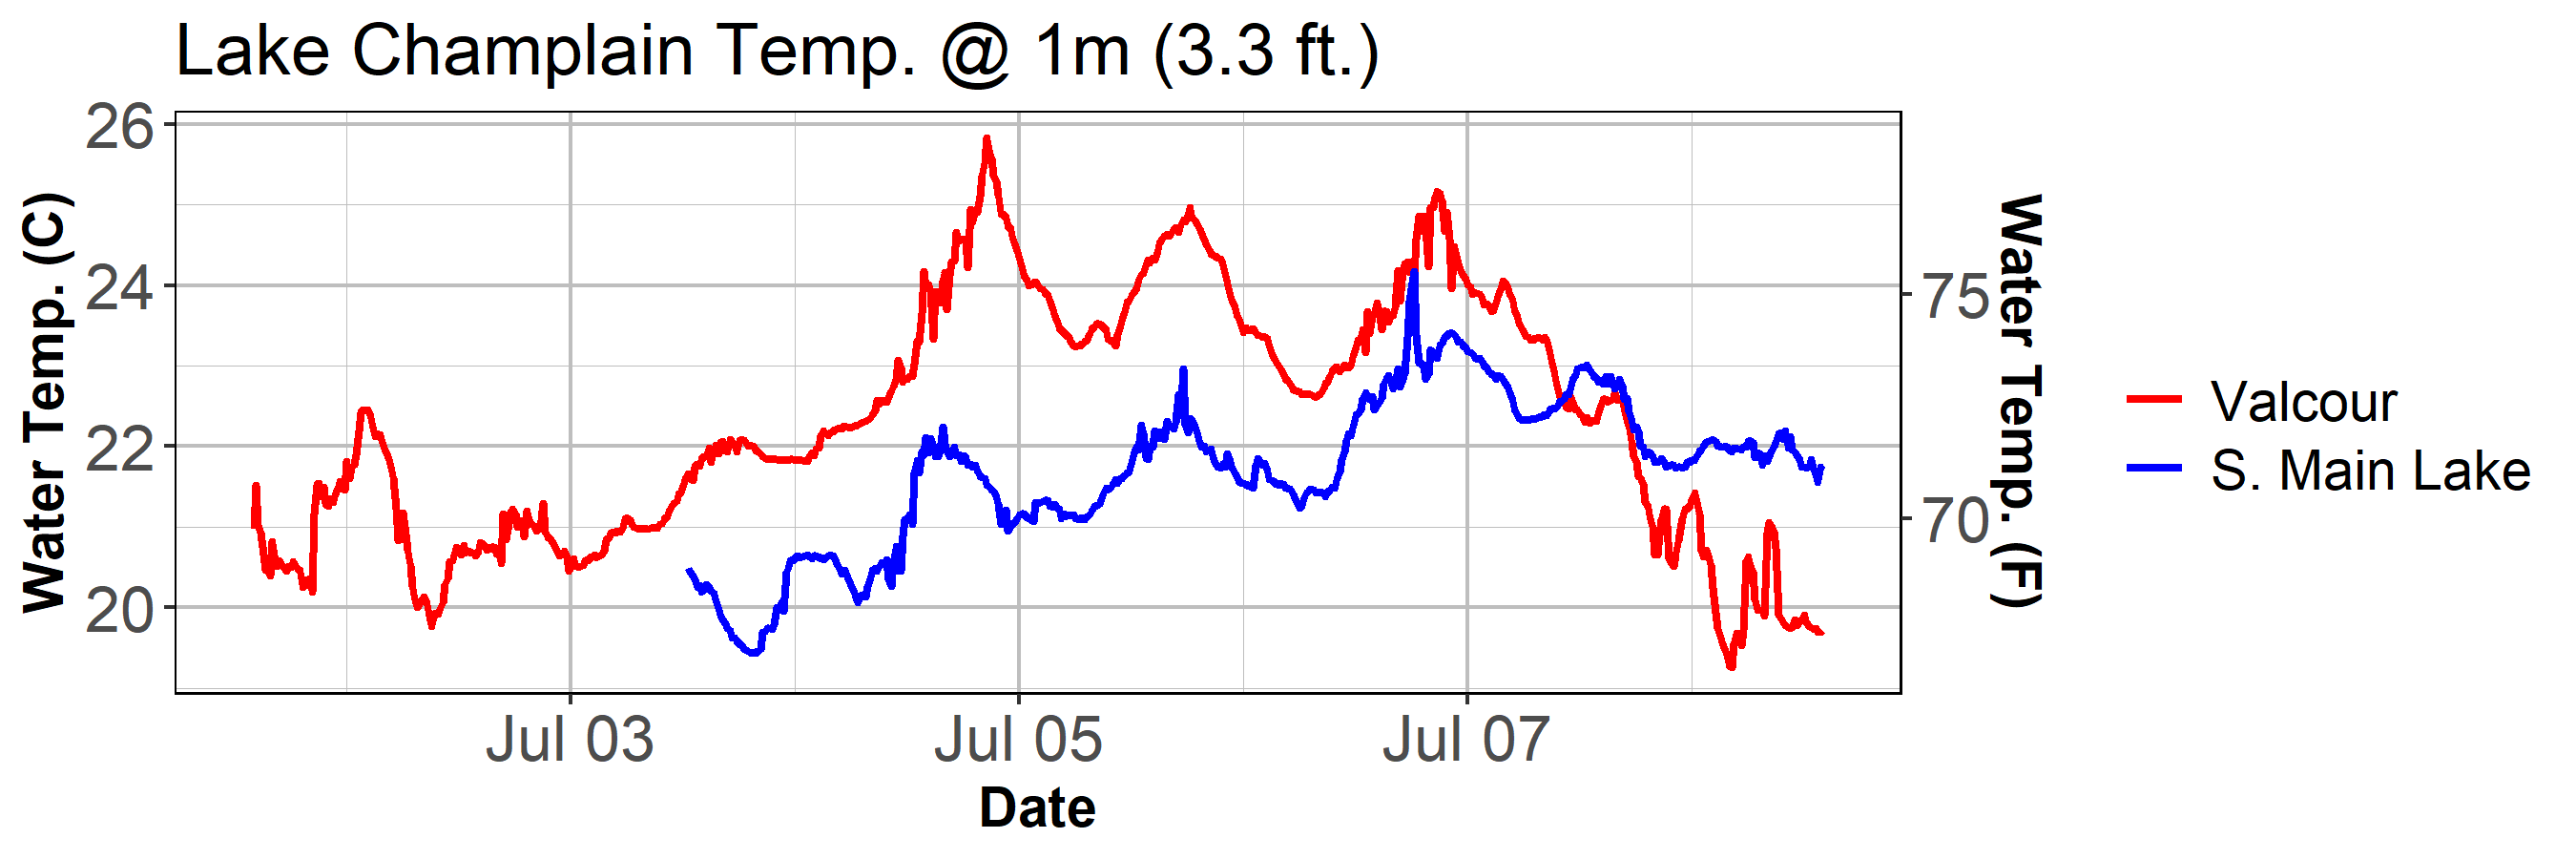 Lake Champlain Temp. @ 1m (3.3 ft.)
Water Temp. (C)
26
24
22
20
Jul 03
Jul 05
Jul 07
Date
75
70
Water Temp. (F)
Valcour
S. Main Lake